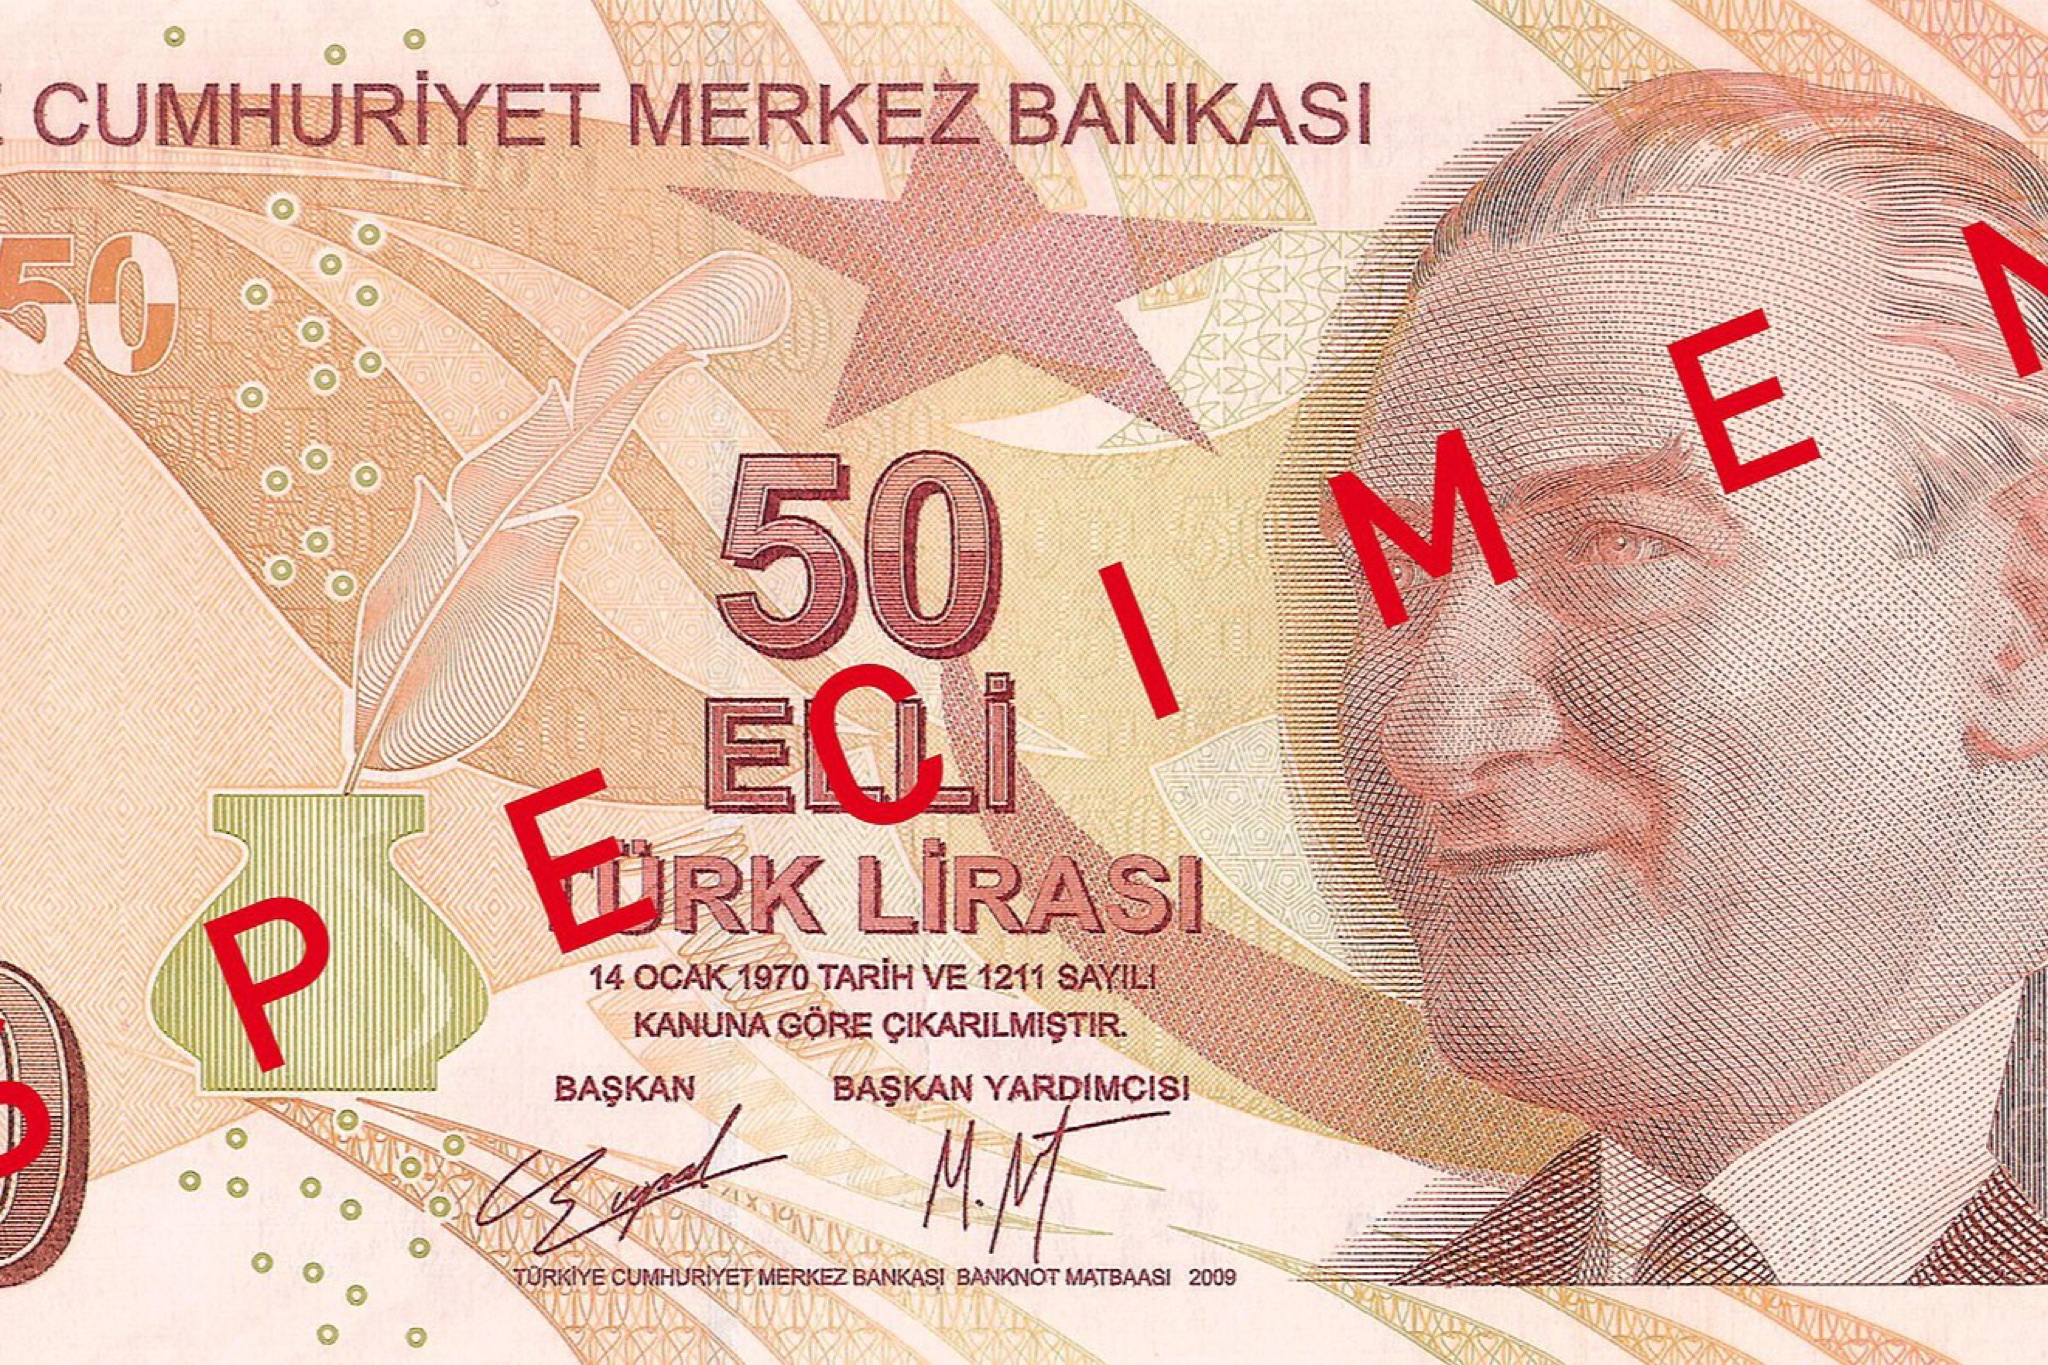 CUMHURİYET MERKEZ BANKASI
50
50
ELLİ
TÜRK LİRASI
14 OCAK 1970 TARİH VE 1211 SAYILI
KANUNA GÖRE ÇIKARILMIŞTIR.
BAŞKAN BAŞKAN YARDIMCISI
TÜRKİYE CUMHURİYET MERKEZ BANKASI BANKNOT MATBAASI 2009
SPECIMEN